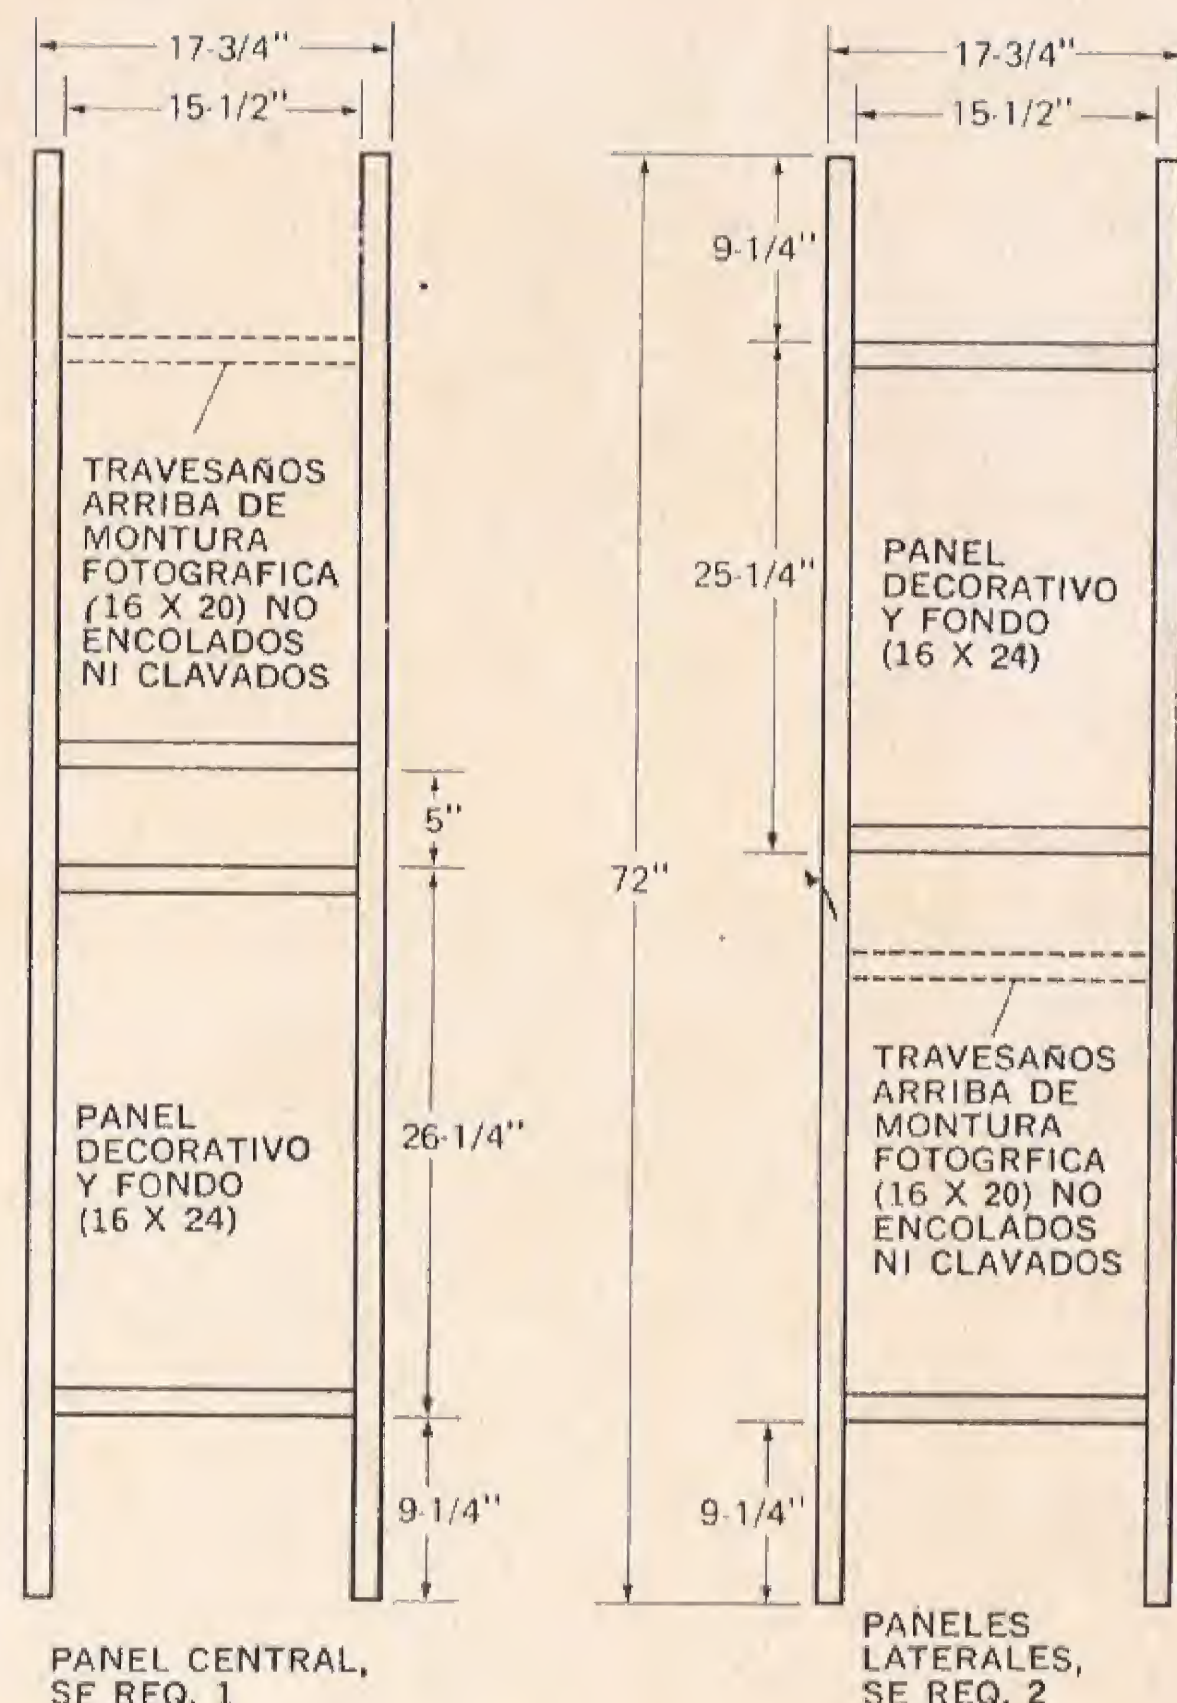 17-3/4"
15-1/2"
TRAVESAÑOS
ARRIBA DE
MONTURA
FOTOGRAFICA
(16 X 20) NO
ENCOLADOS
NI CLAVADOS
5"
26-1/4"
PANEL
DECORATIVO
Y FONDO
(16 X 24)
9-1/4"
PANEL CENTRAL,
SE REQ. 1
17-3/4"
15-1/2"
9-1/4"
25-1/4"
72"
PANEL
DECORATIVO
Y FONDO
(16 X 24)
TRAVESAÑOS
ARRIBA DE
MONTURA
FOTOGRFICA
(16 X 20) NO
ENCOLADOS
NI CLAVADOS
9-1/4"
PANELES
LATERALES,
SE REQ. 2